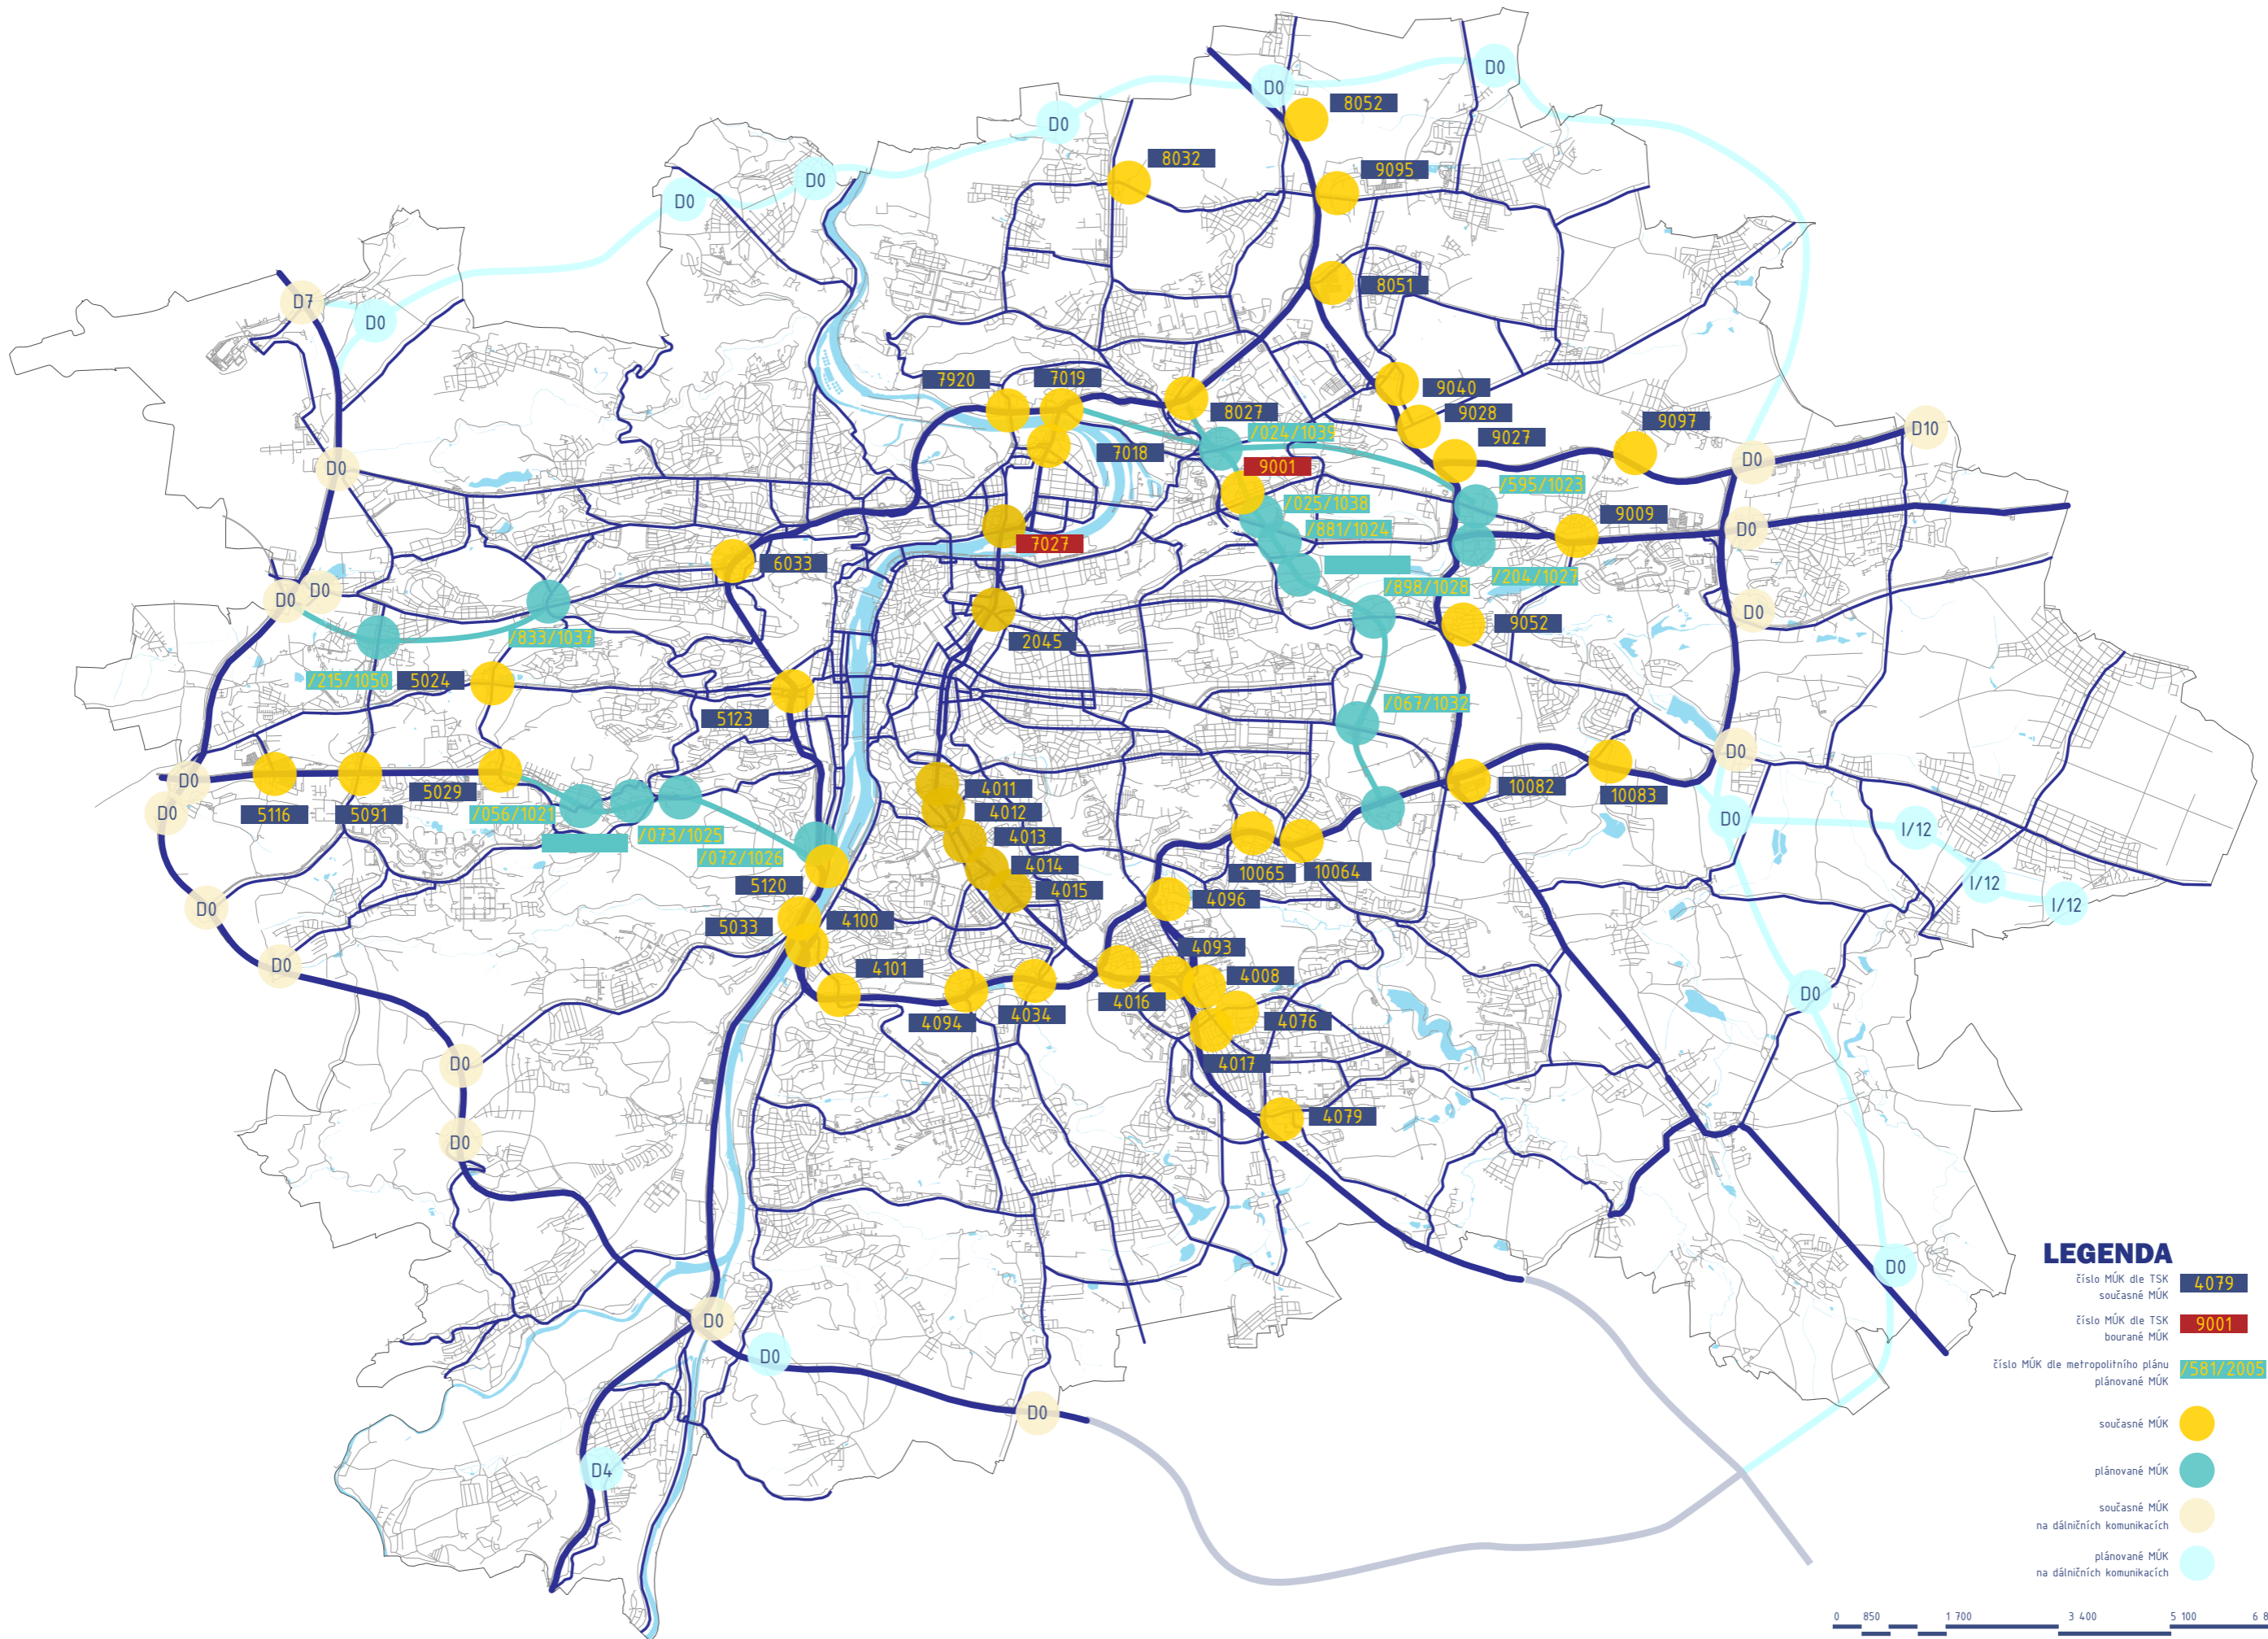 D0
D0
8052
D0
8032
9095
D0
D0
D7
8051
D0
7920
7019
9040
8027
9028
9097
D10
/024/1039
9027
7018
D0
9001
D0
/595/1023
/025/1038
9009
/881/1024
D0
7027
6033
/204/1027
/898/1028
D0
D0
D0
9052
/833/1037
2045
/215/1050
5024
/067/1032
5123
D0
D0
10082
4011
5029
10083
D0
5116
5091
/056/1021
4012
D0
I/12
/073/1025
4013
/072/1026
4014
10065
10064
5120
4015
I/12
4096
I/12
D0
5033
4100
4093
D0
4101
4008
D0
4016
4094
4034
4076
D0
4017
4079
D0
D0
D0
D0
D0
D4
LEGENDA
číslo MÚK dle TSK
současné MÚK
4079
číslo MÚK dle TSK
bourané MÚK
9001
číslo MÚK dle metropolitního plánu
plánované MÚK
/581/2005
současné MÚK
plánované MÚK
současné MÚK
na dálničních komunikacích
plánované MÚK
na dálničních komunikacích
0 850 1 700 3 400 5 100